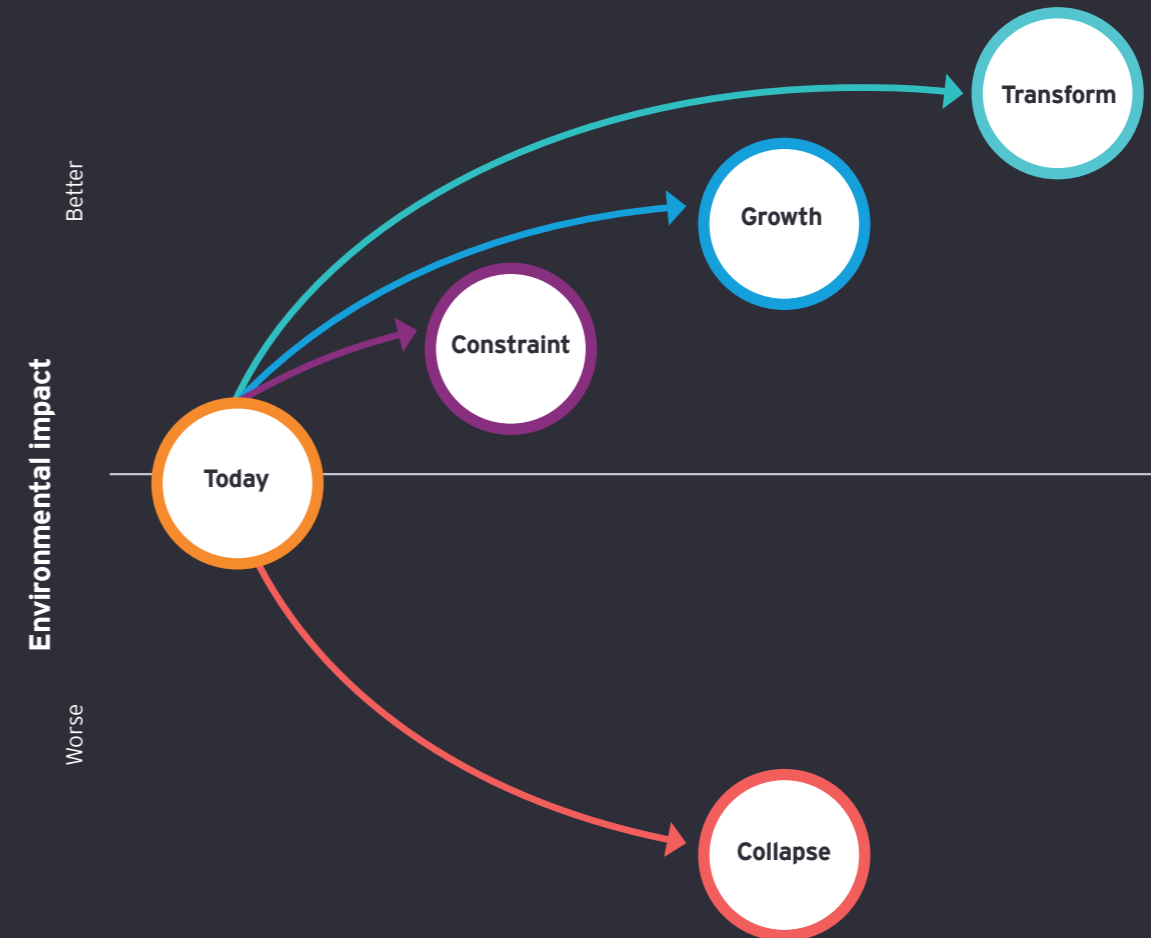 Environmental impact
Better
Worse
Transform
Growth
Constraint
Today
Collapse